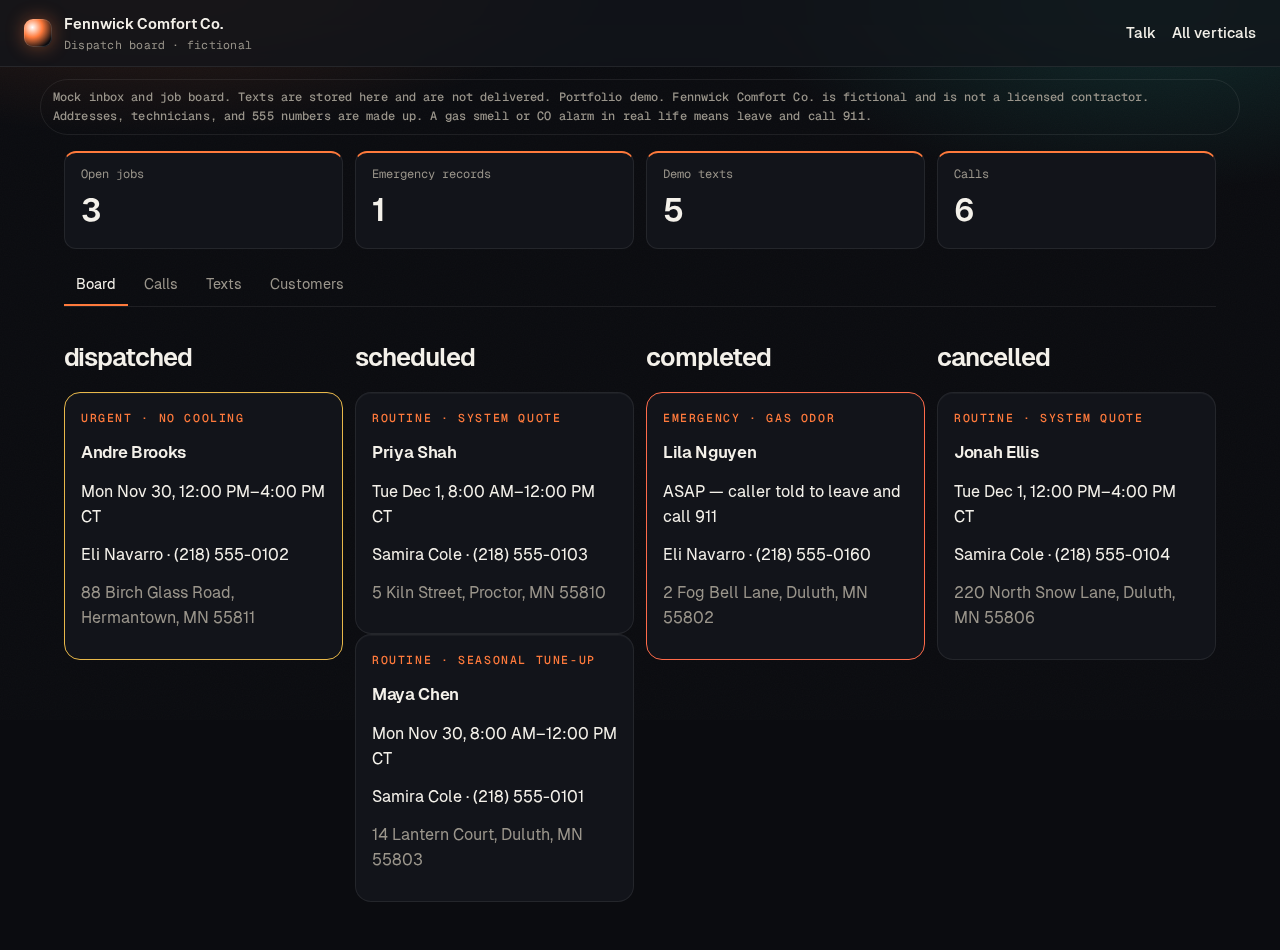 Fennwick Comfort Co.
Dispatch board · fictional
Talk
All verticals
Mock inbox and job board. Texts are stored here and are not delivered. Portfolio demo. Fennwick Comfort Co. is fictional and is not a licensed contractor.
Addresses, technicians, and 555 numbers are made up. A gas smell or CO alarm in real life means leave and call 911.
Open jobs
3
Emergency records
1
Demo texts
5
Calls
6
Board
Calls
Texts
Customers
dispatched
URGENT · NO COOLING
Andre Brooks
Mon Nov 30, 12:00 PM–4:00 PM
CT
Eli Navarro · (218) 555-0102
88 Birch Glass Road,
Hermantown, MN 55811
scheduled
ROUTINE · SYSTEM QUOTE
Priya Shah
Tue Dec 1, 8:00 AM–12:00 PM
CT
Samira Cole · (218) 555-0103
5 Kiln Street, Proctor, MN 55810
ROUTINE · SEASONAL TUNE-UP
Maya Chen
Mon Nov 30, 8:00 AM–12:00 PM
CT
Samira Cole · (218) 555-0101
14 Lantern Court, Duluth, MN
55803
completed
EMERGENCY · GAS ODOR
Lila Nguyen
ASAP — caller told to leave and
call 911
Eli Navarro · (218) 555-0160
2 Fog Bell Lane, Duluth, MN
55802
cancelled
ROUTINE · SYSTEM QUOTE
Jonah Ellis
Tue Dec 1, 12:00 PM–4:00 PM
CT
Samira Cole · (218) 555-0104
220 North Snow Lane, Duluth,
MN 55806